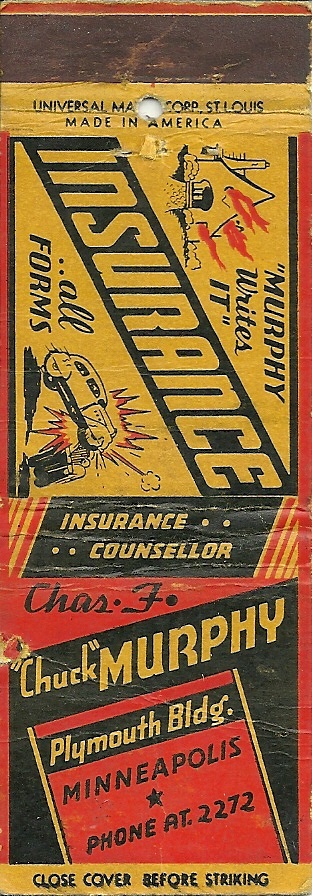 UNIVERSAL MA CORP. ST. LOUIS
MADE IN AMERICA
"MURPHY
Writes
IT"
INSURANCE
...all
FORMS
INSURANCE ..
.. COUNSELLOR
Chas. F.
"Chuck" MURPHY
Plymouth Bldg.
MINNEAPOLIS
PHONE AT. 2272
CLOSE COVER BEFORE STRIKING